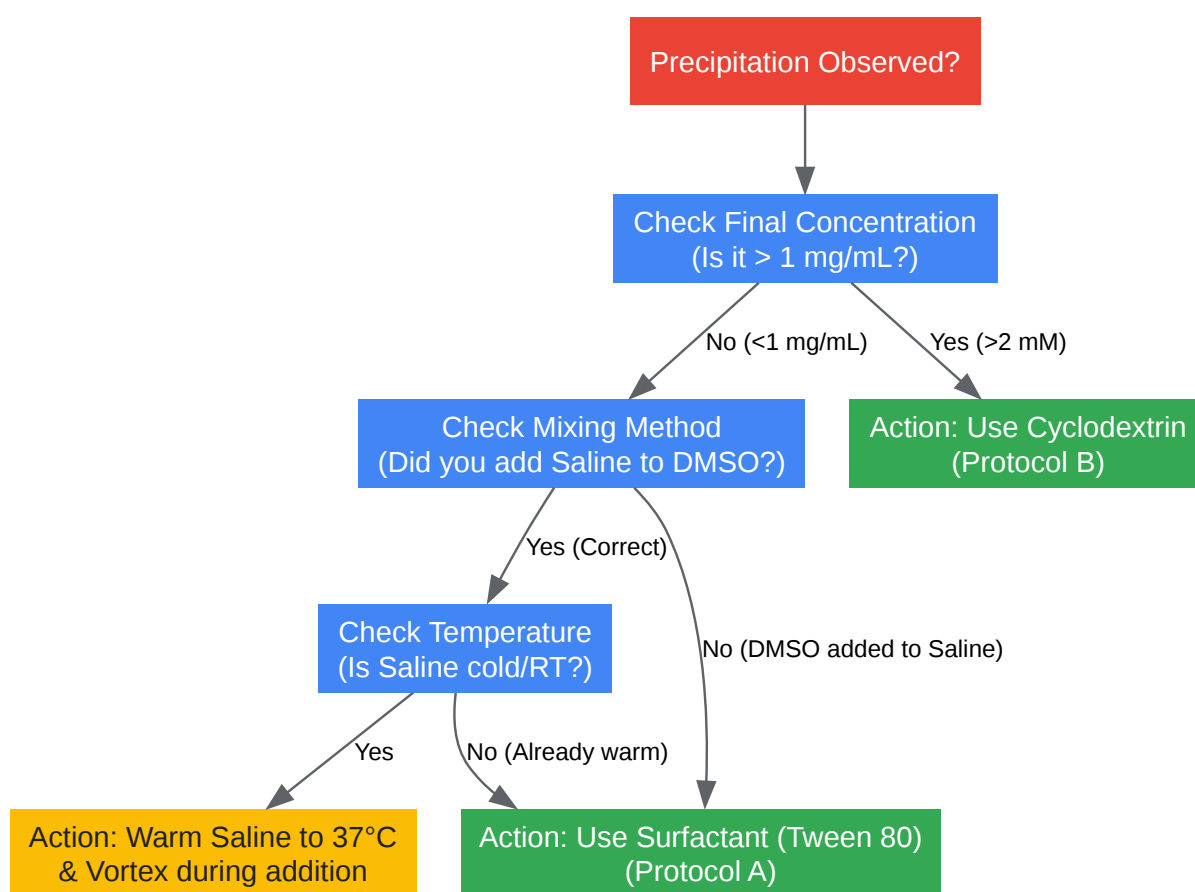 Precipitation Observed?
Check Final Concentration
(Is it > 1 mg/mL?)
No (<1 mg/mL)
Yes (>2 mM)
Check Mixing Method
(Did you add Saline to DMSO?)
Action: Use Cyclodextrin
(Protocol B)
Yes (Correct)
Check Temperature
(Is Saline cold/RT?)
No (DMSO added to Saline)
Yes
No (Already warm)
Action: Warm Saline to 37°C
& Vortex during addition
Action: Use Surfactant (Tween 80)
(Protocol A)